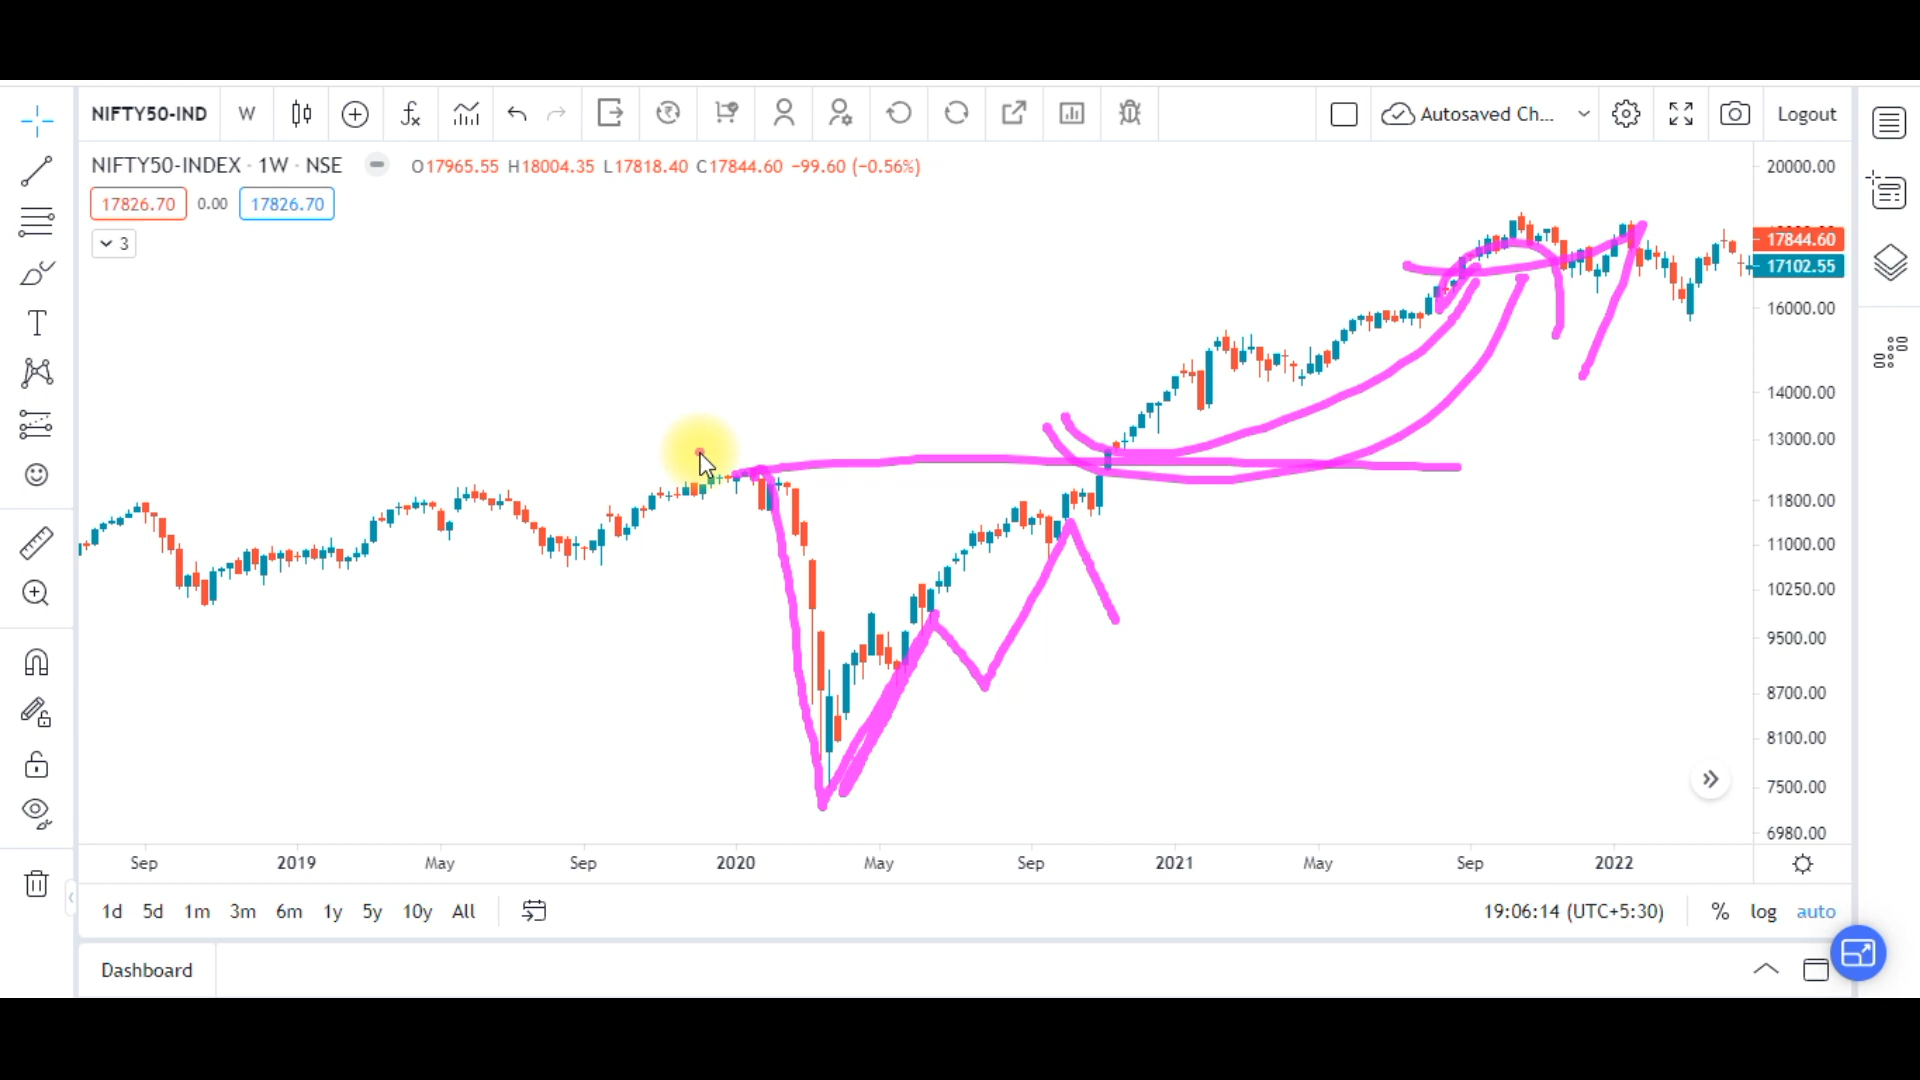 NIFTY50-IND W Autosaved Ch... Logout
NIFTY50-INDEX · 1W · NSE O17965.55 H18004.35 L17818.40 C17844.60 −99.60 (−0.56%)
17826.70 0.00 17826.70
3
20000.00
17844.60
17102.55
16000.00
14000.00
13000.00
11800.00
11000.00
10250.00
9500.00
8700.00
8100.00
7500.00
6980.00
Sep 2019 May Sep 2020 May Sep 2021 May Sep 2022
1d 5d 1m 3m 6m 1y 5y 10y All 19:06:14 (UTC+5:30) % log auto
Dashboard